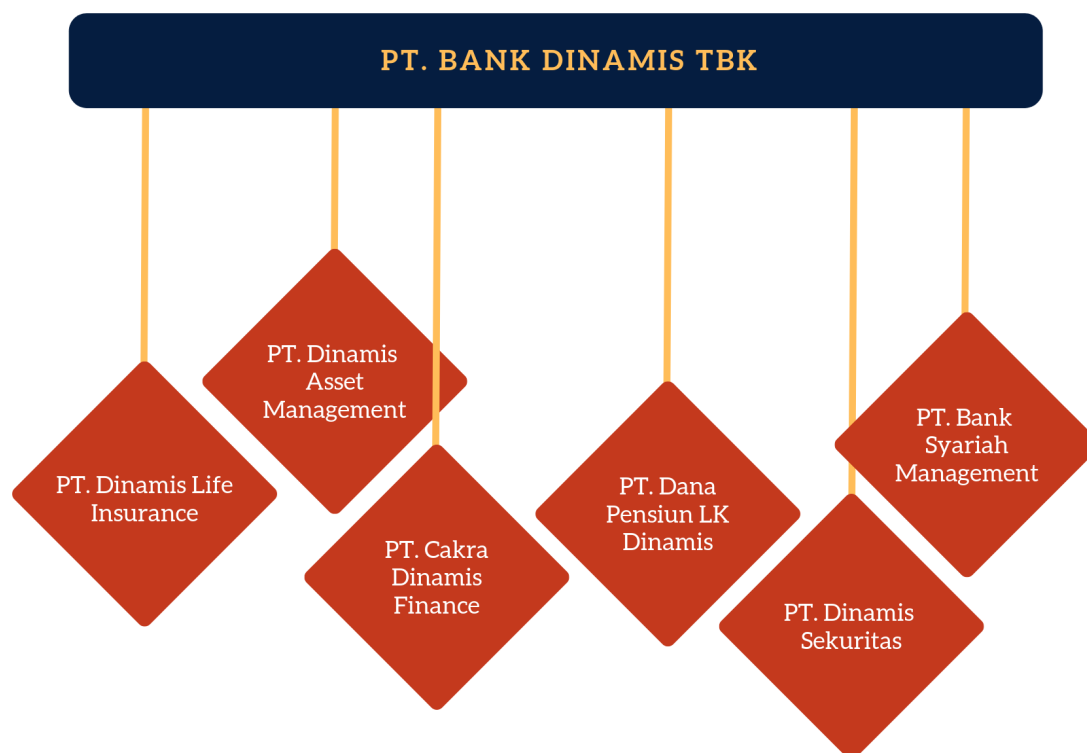 PT. BANK DINAMIS TBK
PT. Dinamis Life
Insurance
PT. Dinamis
Asset
Management
PT. Cakra
Dinamis
Finance
PT. Dana
Pensiun LK
Dinamis
PT. Dinamis
Sekuritas
PT. Bank
Syariah
Management